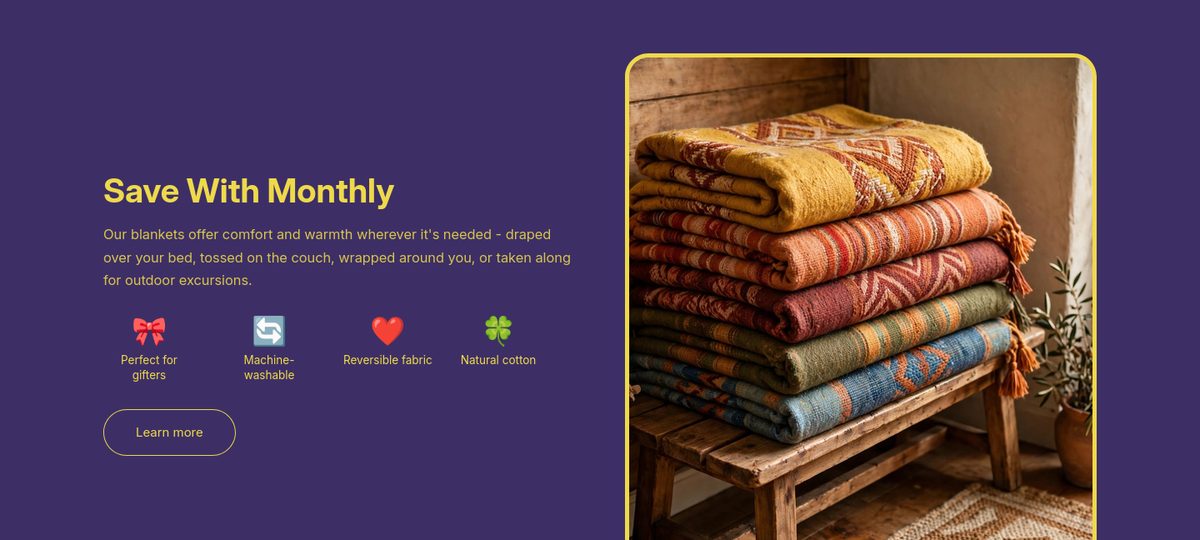 Save With Monthly
Our blankets offer comfort and warmth wherever it's needed - draped
over your bed, tossed on the couch, wrapped around you, or taken along
for outdoor excursions.
Perfect for
gifters
Machine-
washable
Reversible fabric
Natural cotton
Learn more